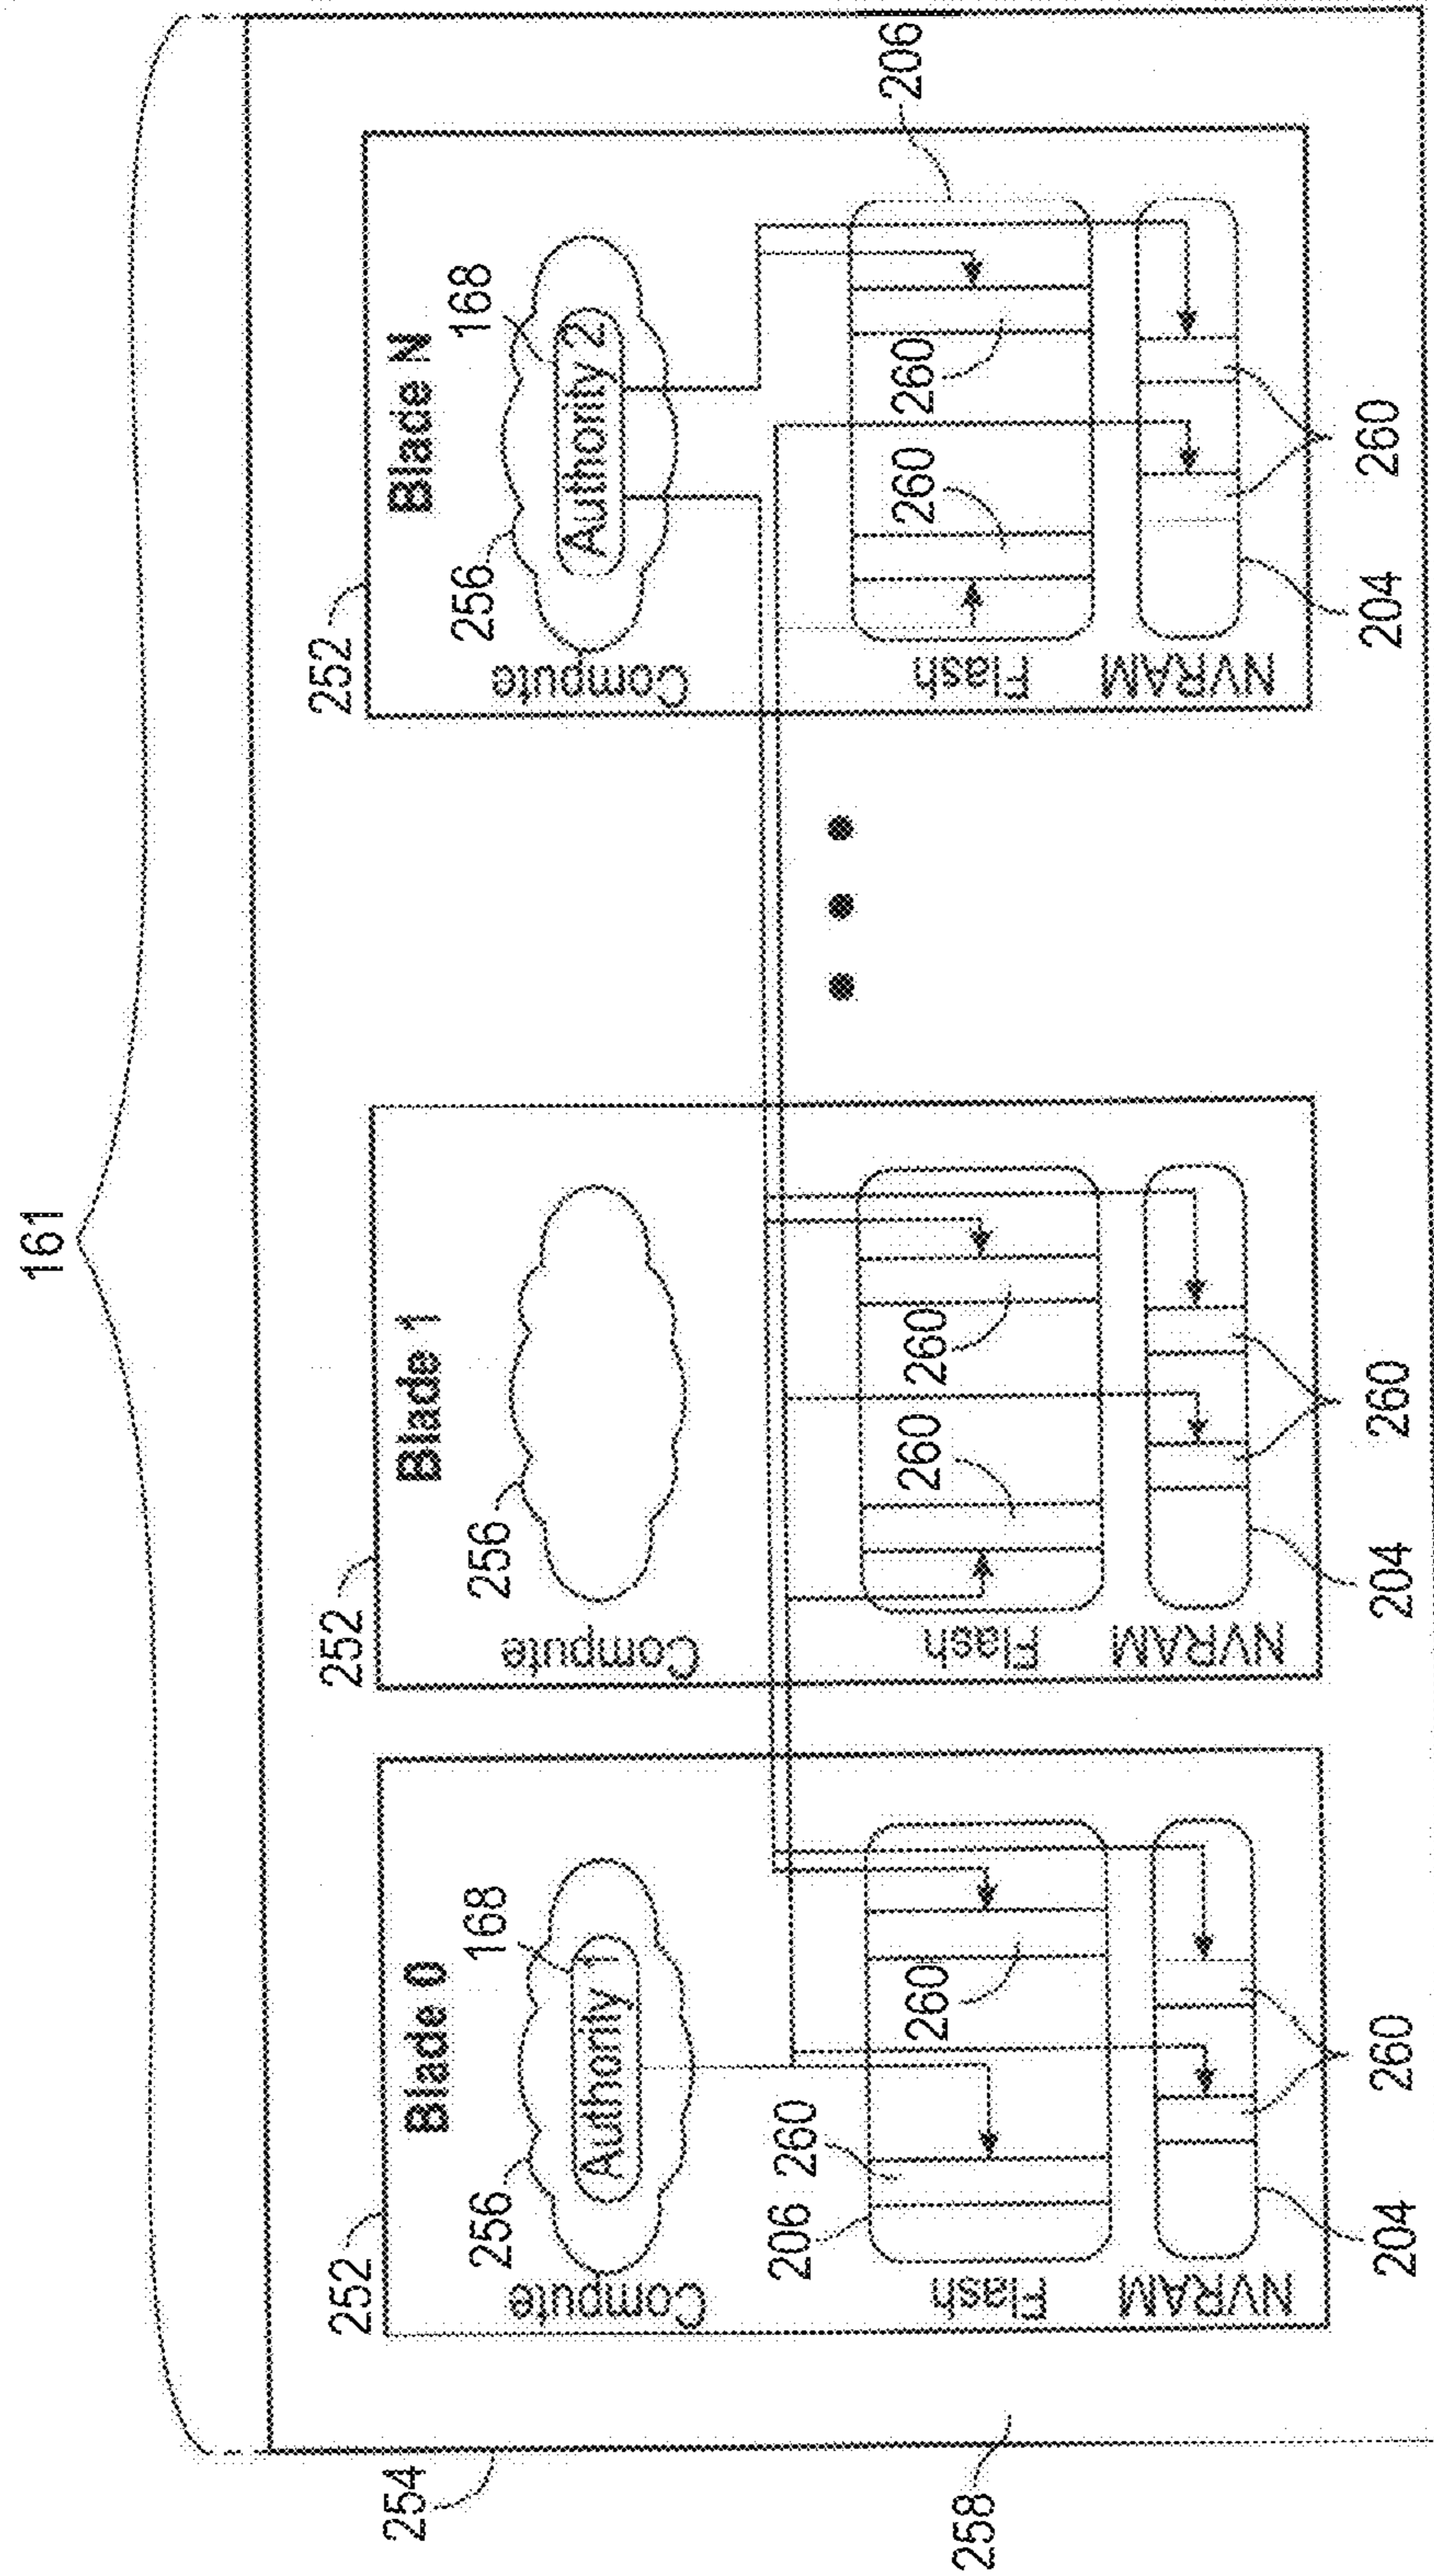 161
254
252
Blade 0
256
168
Authority 1
Compute
206
260
260
Flash
NVRAM
204
260
252
Blade 1
256
Compute
260
260
Flash
NVRAM
204
260
252
Blade N
256
168
Authority 2
Compute
206
260
260
Flash
NVRAM
204
260
258